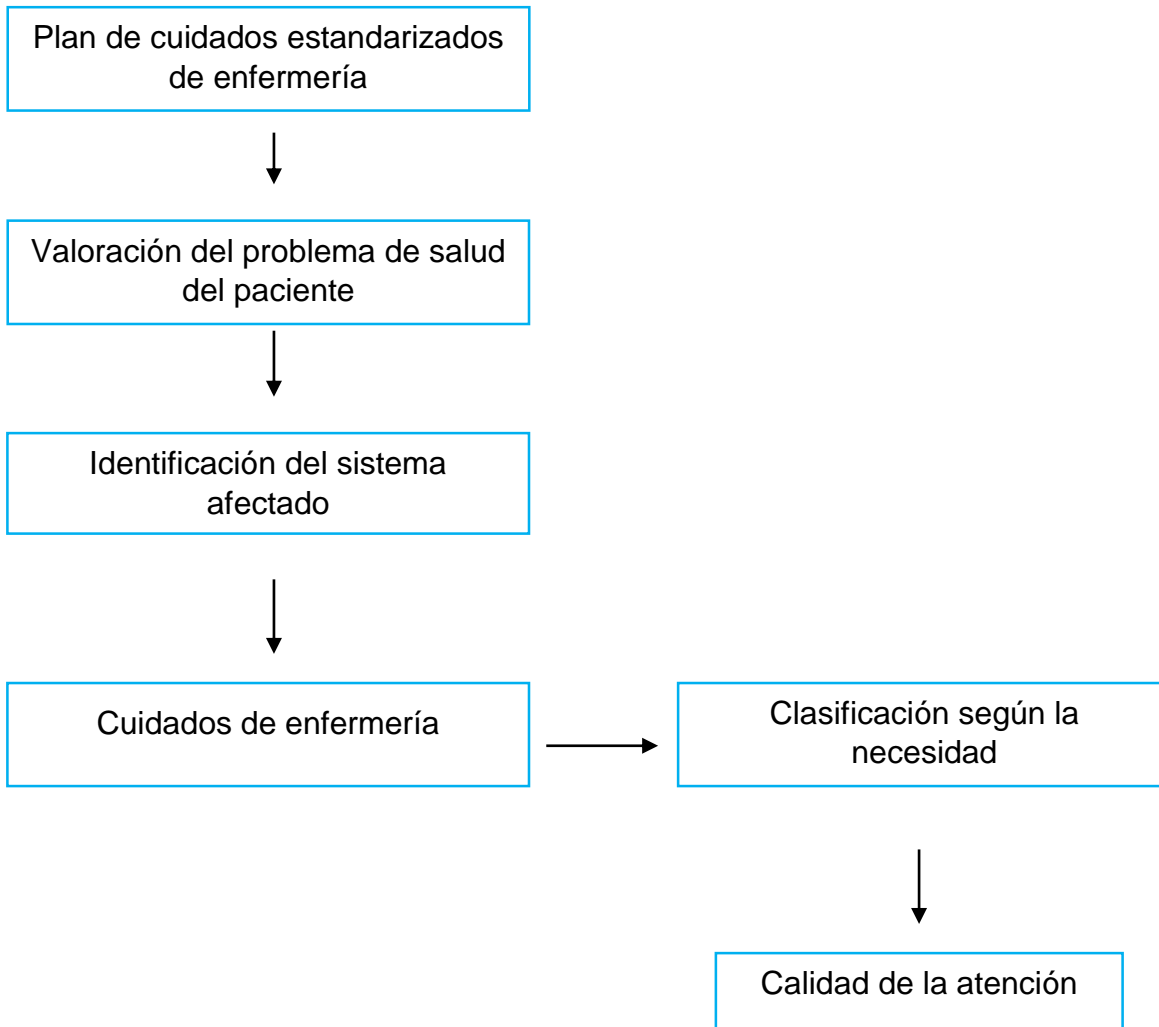 Plan de cuidados estandarizados
de enfermería
Valoración del problema de salud
del paciente
Identificación del sistema
afectado
Cuidados de enfermería
Clasificación según la
necesidad
Calidad de la atención